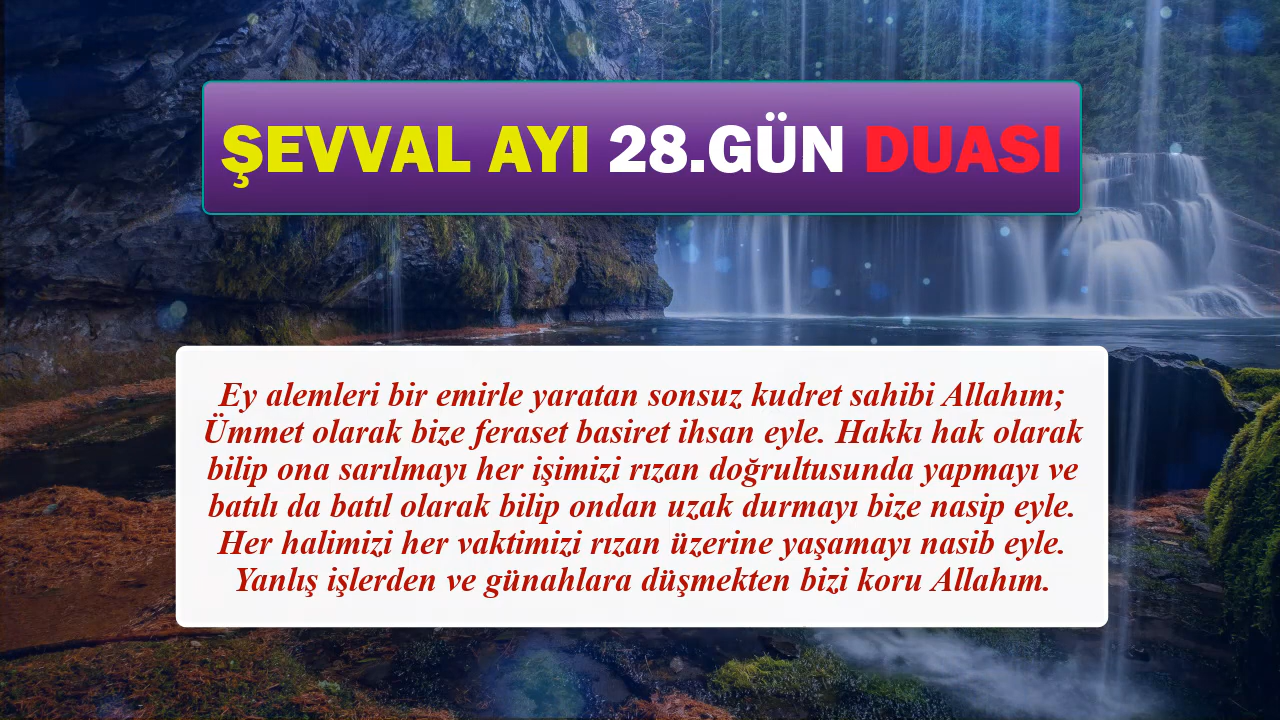 ŞEVVAL AYI 28.GÜN DUASI
Ey alemleri bir emirle yaratan sonsuz kudret sahibi Allahım;
Ümmet olarak bize feraset basiret ihsan eyle. Hakkı hak olarak
bilip ona sarılmayı her işimizi rızan doğrultusunda yapmayı ve
batılı da batıl olarak bilip ondan uzak durmayı bize nasip eyle.
Her halimizi her vaktimizi rızan üzerine yaşamayı nasib eyle.
Yanlış işlerden ve günahlara düşmekten bizi koru Allahım.